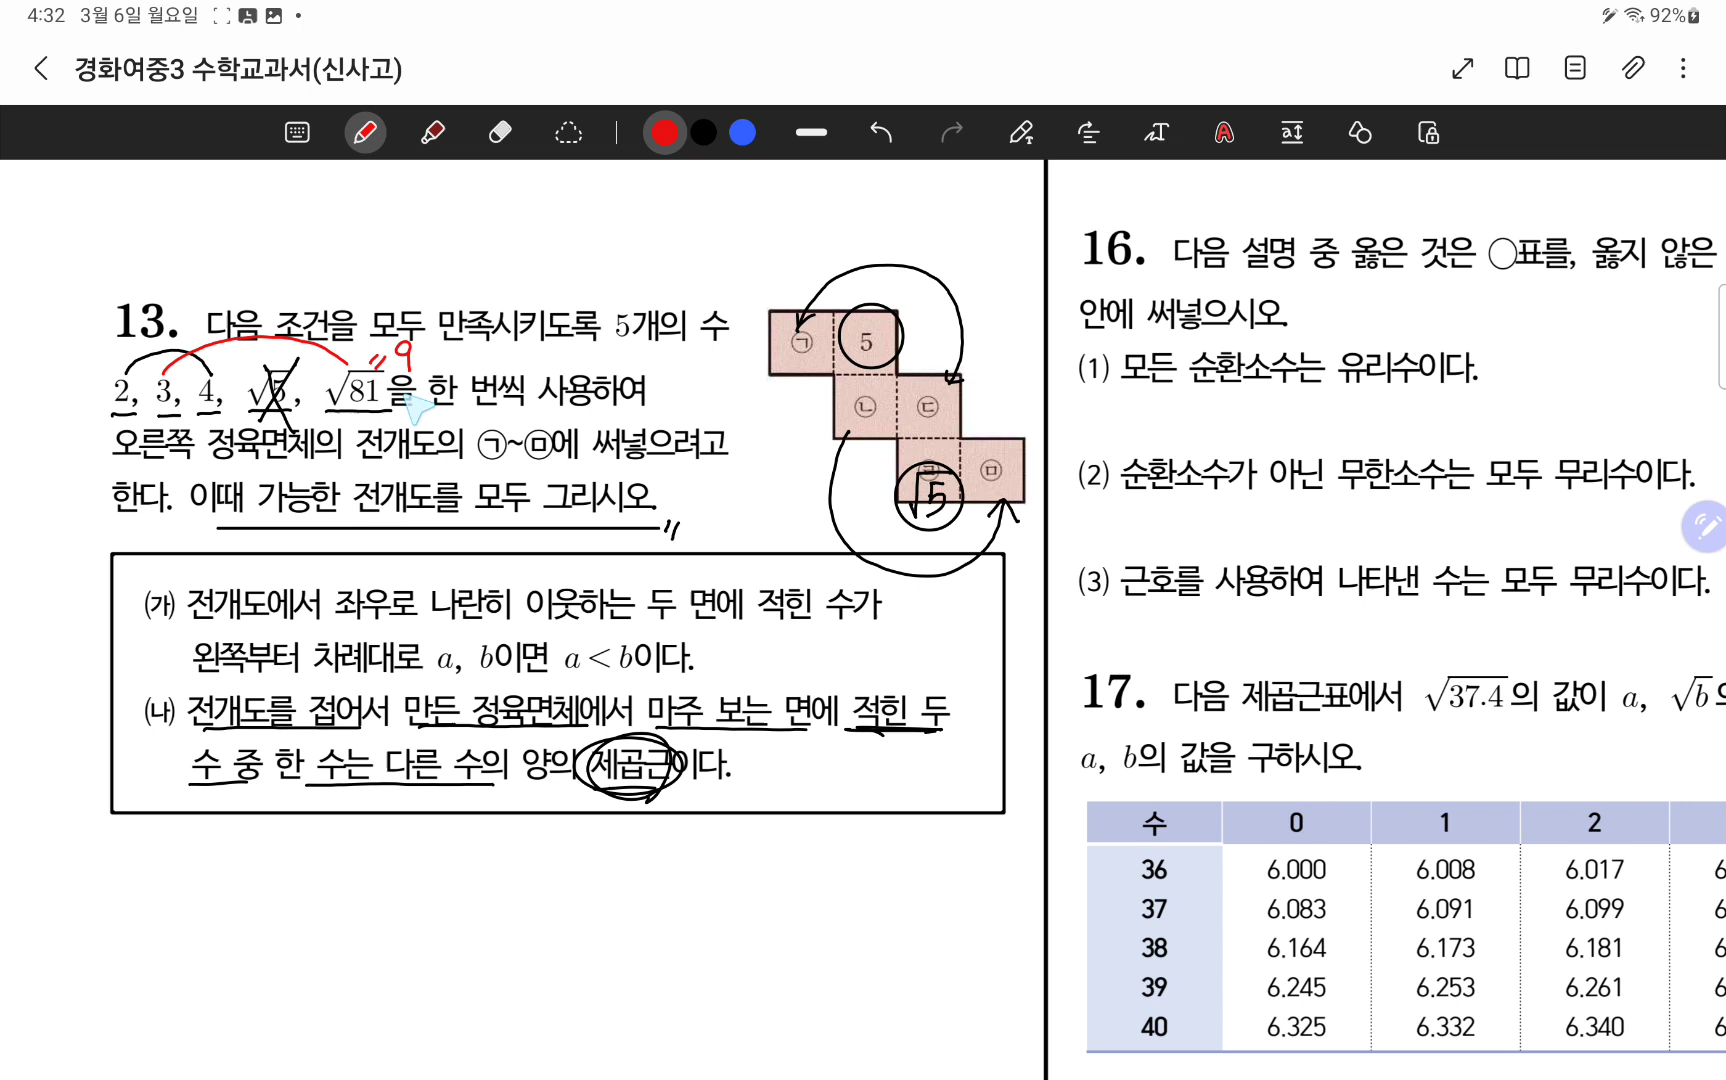 4:32 3월 6일 월요일
92%
경화여중3 수학교과서(신사고)
13. 다음 조건을 모두 만족시키도록 5개의 수
9
2, 3, 4, √5, √81을 한 번씩 사용하여
오른쪽 정육면체의 전개도의 ㉠~㉤에 써넣으려고
한다. 이때 가능한 전개도를 모두 그리시오.
㉠ 5
㉡ ㉢
㉣ ㉤
√5
㈎ 전개도에서 좌우로 나란히 이웃하는 두 면에 적힌 수가
왼쪽부터 차례대로 a, b이면 a < b이다.
㈏ 전개도를 접어서 만든 정육면체에서 마주 보는 면에 적힌 두
수 중 한 수는 다른 수의 양의 제곱근이다.
16. 다음 설명 중 옳은 것은 ◯표를, 옳지 않은
안에 써넣으시오.
(1) 모든 순환소수는 유리수이다.
(2) 순환소수가 아닌 무한소수는 모두 무리수이다.
(3) 근호를 사용하여 나타낸 수는 모두 무리수이다.
17. 다음 제곱근표에서 √37.4의 값이 a, √b
a, b의 값을 구하시오.
수 0 1 2
36 6.000 6.008 6.017 6
37 6.083 6.091 6.099 6
38 6.164 6.173 6.181 6
39 6.245 6.253 6.261 6
40 6.325 6.332 6.340 6